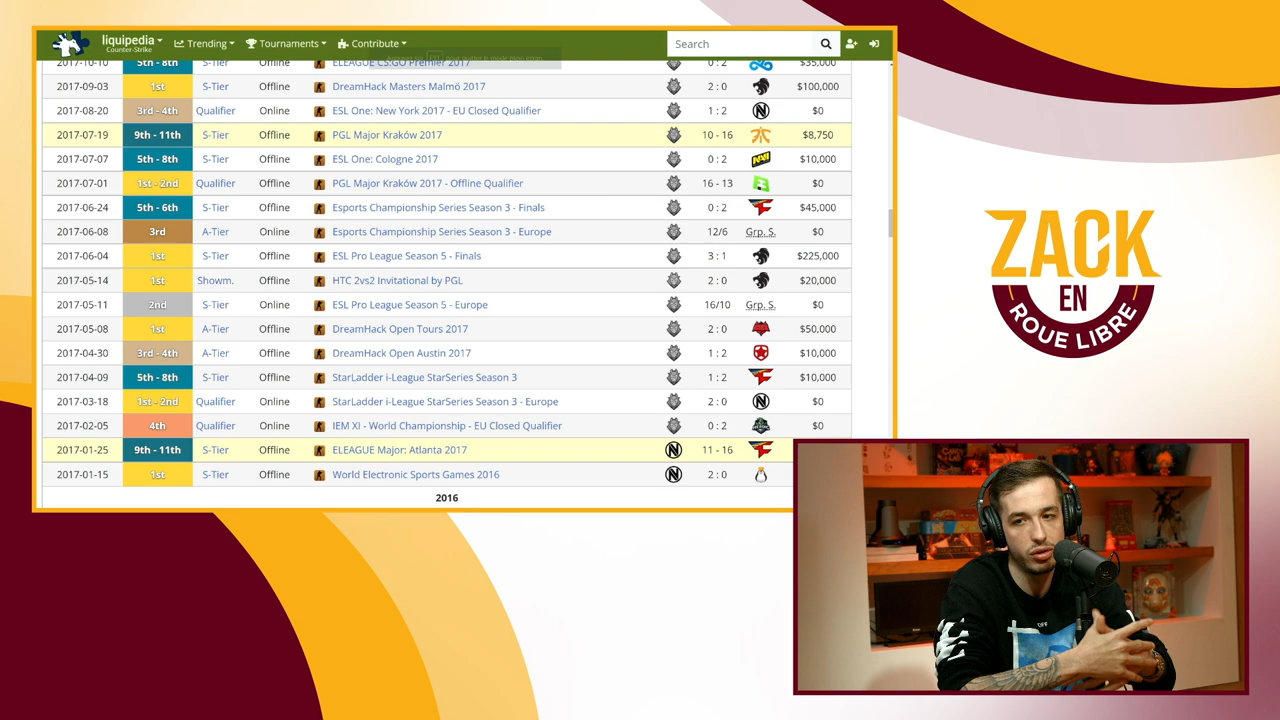 liquipedia
Counter-Strike
Trending
Tournaments
Contribute
Search
2017-10-10 5th - 8th S-Tier Offline ELEAGUE CS:GO Premier 2017 0 : 2 $35,000
2017-09-03 1st S-Tier Offline DreamHack Masters Malmö 2017 2 : 0 $100,000
2017-08-20 3rd - 4th Qualifier Offline ESL One: New York 2017 - EU Closed Qualifier 1 : 2 $0
2017-07-19 9th - 11th S-Tier Offline PGL Major Kraków 2017 10 - 16 $8,750
2017-07-07 5th - 8th S-Tier Offline ESL One: Cologne 2017 0 : 2 $10,000
2017-07-01 1st - 2nd Qualifier Offline PGL Major Kraków 2017 - Offline Qualifier 16 - 13 $0
2017-06-24 5th - 6th S-Tier Offline Esports Championship Series Season 3 - Finals 0 : 2 $45,000
2017-06-08 3rd A-Tier Online Esports Championship Series Season 3 - Europe 12/6 Grp. S. $0
2017-06-04 1st S-Tier Offline ESL Pro League Season 5 - Finals 3 : 1 $225,000
2017-05-14 1st Showm. Offline HTC 2vs2 Invitational by PGL 2 : 0 $20,000
2017-05-11 2nd S-Tier Online ESL Pro League Season 5 - Europe 16/10 Grp. S. $0
2017-05-08 1st A-Tier Offline DreamHack Open Tours 2017 2 : 0 $50,000
2017-04-30 3rd - 4th A-Tier Offline DreamHack Open Austin 2017 1 : 2 $10,000
2017-04-09 5th - 8th S-Tier Offline StarLadder i-League StarSeries Season 3 1 : 2 $10,000
2017-03-18 1st - 2nd Qualifier Online StarLadder i-League StarSeries Season 3 - Europe 2 : 0 $0
2017-02-05 4th Qualifier Online IEM XI - World Championship - EU Closed Qualifier 0 : 2 $0
2017-01-25 9th - 11th S-Tier Offline ELEAGUE Major: Atlanta 2017 11 - 16
2017-01-15 1st S-Tier Offline World Electronic Sports Games 2016 2 : 0
2016
ZACK
EN
ROUE LIBRE
OFF